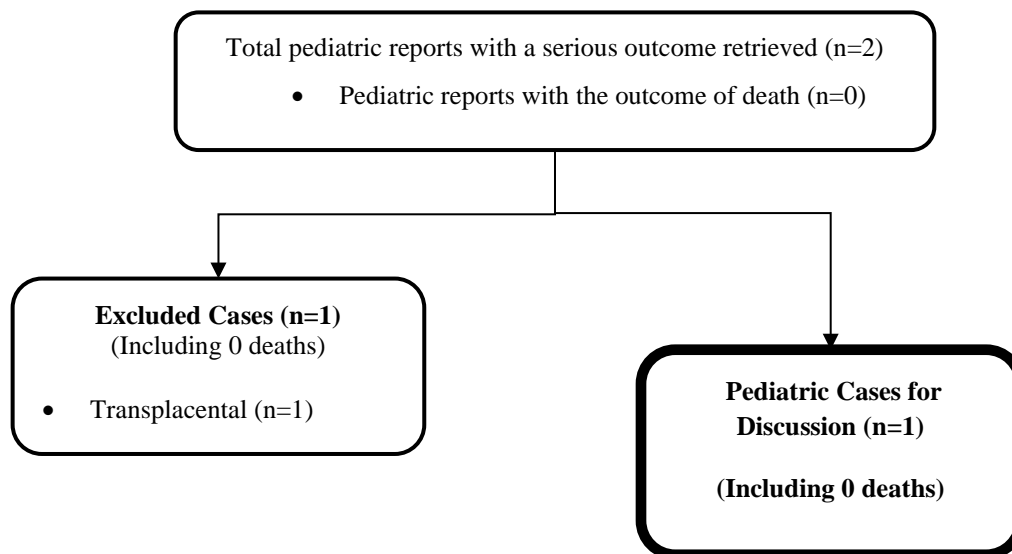 Total pediatric reports with a serious outcome retrieved (n=2)
• Pediatric reports with the outcome of death (n=0)
Excluded Cases (n=1)
(Including 0 deaths)
• Transplacental (n=1)
Pediatric Cases for
Discussion (n=1)
(Including 0 deaths)